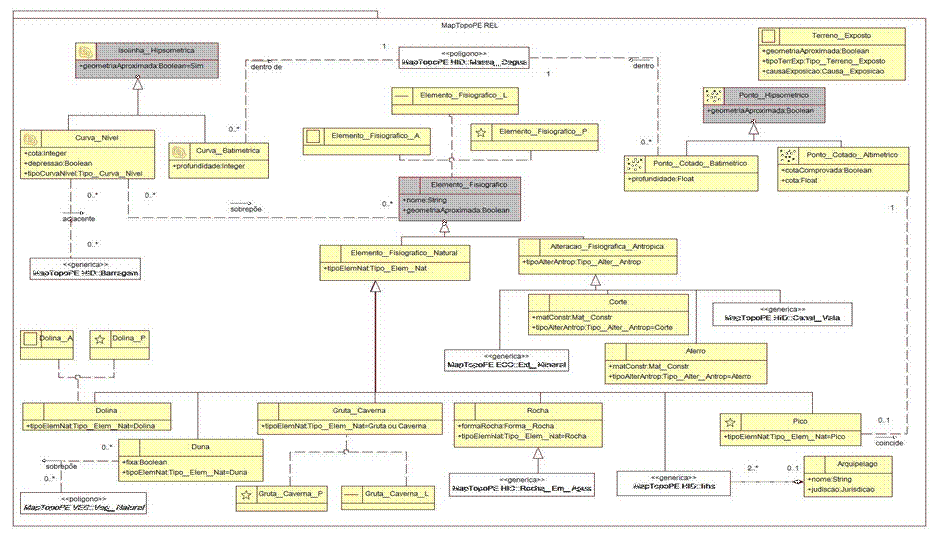 MapTopoPE REL
Isolinha_Hipsometrica
+geometriaAproximada:Boolean=Sim
1:
<<poligono>>
MapTopoPE HID::Massa_Dagua
dentro de
dentro
1
Terreno_Exposto
+geometriaAproximada:Boolean
+tipoTerrExp:Tipo_Terreno_Exposto
+causaExposicao:Causa_Exposicao
Elemento_Fisiografico_L
Ponto_Hipsometrico
+geometriaAproximada:Boolean
Elemento_Fisiografico_A
Elemento_Fisiografico_P
Curva_Nivel
+cota:Integer
+depressao:Boolean
+tipoCurvaNivel:Tipo_Curva_Nivel
0..*
Curva_Batimetrica
+profundidade:Integer
0..*
Ponto_Cotado_Batimetrico
+profundidade:Float
Ponto_Cotado_Altimetrico
+cotaComprovada:Boolean
+cota:Float
Elemento_Fisiografico
+nome:String
+geometriaAproximada:Boolean
0..*
0..*
0..*
sobrepõe
1
adjacente
0..*
<<generica>>
MapTopoPE HID::Barragem
Elemento_Fisiografico_Natural
+tipoElemNat:Tipo_Elem_Nat
Alteracao_Fisiografica_Antropica
+tipoAlterAntrop:Tipo_Alter_Antrop
Corte
+matConstr:Mat_Constr
+tipoAlterAntrop:Tipo_Alter_Antrop=Corte
<<generica>>
MapTopoPE HID::Canal_Vala
Dolina_A
Dolina_P
<<generica>>
MapTopoPE ECO::Ext_Mineral
Aterro
+matConstr:Mat_Constr
+tipoAlterAntrop:Tipo_Alter_Antrop=Aterro
Dolina
+tipoElemNat:Tipo_Elem_Nat=Dolina
Gruta_Caverna
+tipoElemNat:Tipo_Elem_Nat=Gruta ou Caverna
Rocha
+formaRocha:Forma_Rocha
+tipoElemNat:Tipo_Elem_Nat=Rocha
Pico
+tipoElemNat:Tipo_Elem_Nat=Pico
0..1
coincide
0..*
Duna
+fixa:Boolean
+tipoElemNat:Tipo_Elem_Nat=Duna
sobrepõe
0..*
<<poligono>>
MapTopoPE VEG::Veg_Natural
Gruta_Caverna_P
Gruta_Caverna_L
<<generica>>
MapTopoPE HID::Rocha_Em_Agua
<<generica>>
MapTopoPE HID::Ilha
2..*
0..1
Arquipelago
+nome:String
+judiscao:Jurisdicao